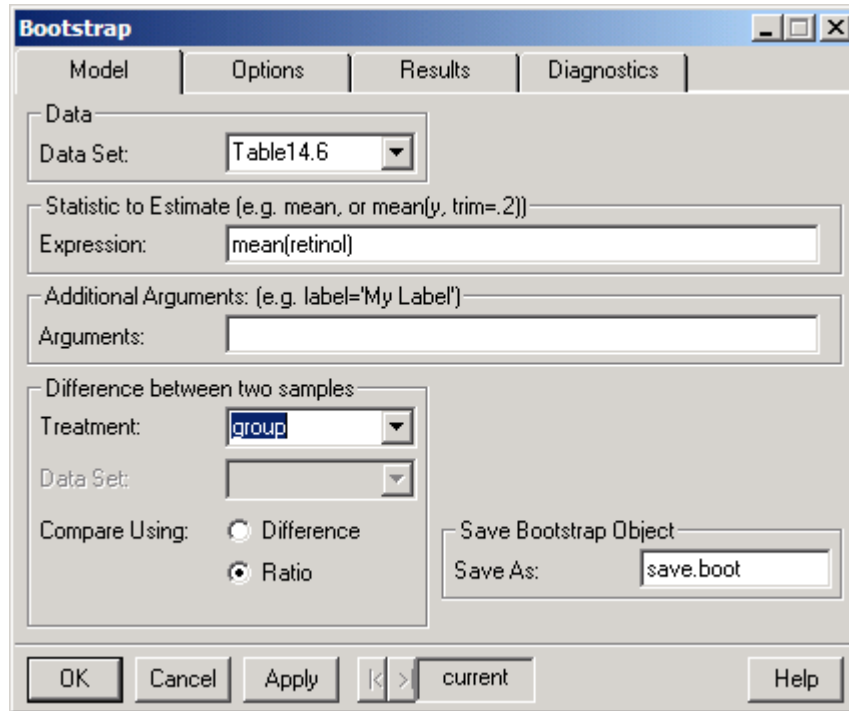 Bootstrap
Model Options Results Diagnostics
Data
Data Set: Table14.6
Statistic to Estimate (e.g. mean, or mean(y, trim=.2))
Expression: mean(retinol)
Additional Arguments: (e.g. label='My Label')
Arguments:
Difference between two samples
Treatment: group
Data Set:
Compare Using: Difference
Ratio
Save Bootstrap Object
Save As: save.boot
OK Cancel Apply current Help